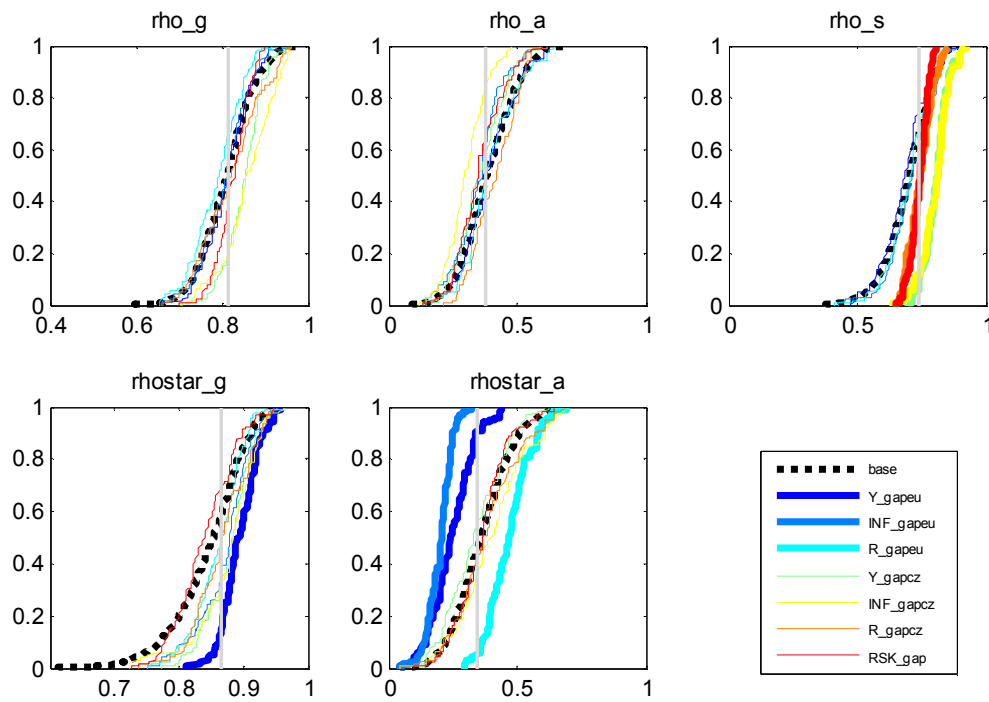 rho_g
rho_a
rho_s
1
0.8
0.6
0.4
0.2
0
0.4 0.6 0.8 1
1
0.8
0.6
0.4
0.2
0
0 0.5 1
1
0.8
0.6
0.4
0.2
0
0 0.5 1
rhostar_g
rhostar_a
1
0.8
0.6
0.4
0.2
0
0.7 0.8 0.9 1
1
0.8
0.6
0.4
0.2
0
0 0.5 1
base
Y_gapeu
INF_gapeu
R_gapeu
Y_gapcz
INF_gapcz
R_gapcz
RSK_gap